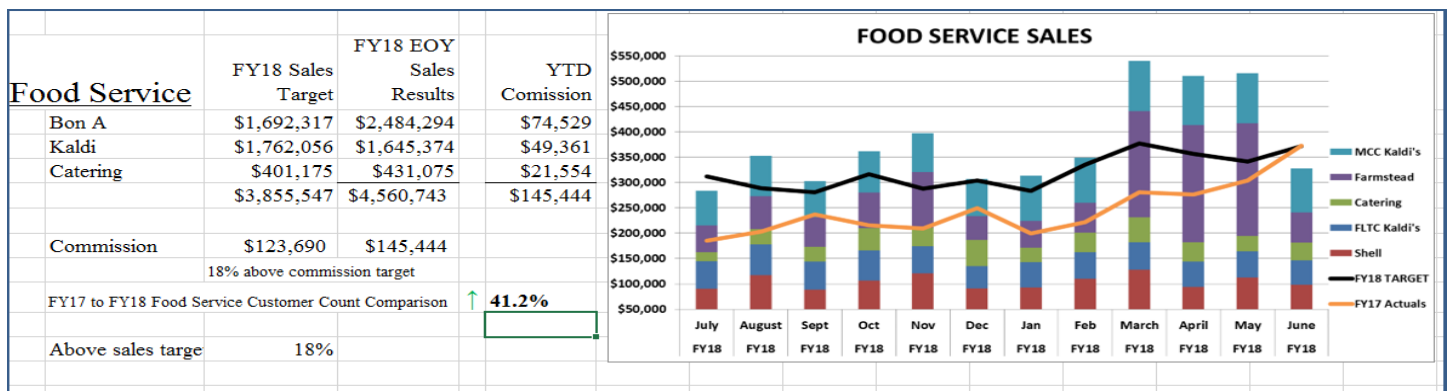 Food Service
FY18 Sales Target
FY18 EOY Sales Results
YTD Comission
Bon A $1,692,317 $2,484,294 $74,529
Kaldi $1,762,056 $1,645,374 $49,361
Catering $401,175 $431,075 $21,554
$3,855,547 $4,560,743 $145,444
Commission $123,690 $145,444
18% above commission target
FY17 to FY18 Food Service Customer Count Comparison ↑ 41.2%
Above sales targe 18%
FOOD SERVICE SALES
$550,000
$500,000
$450,000
$400,000
$350,000
$300,000
$250,000
$200,000
$150,000
$100,000
$50,000
July August Sept Oct Nov Dec Jan Feb March April May June
FY18 FY18 FY18 FY18 FY18 FY18 FY18 FY18 FY18 FY18 FY18 FY18
MCC Kaldi's
Farmstead
Catering
FLTC Kaldi's
Shell
FY18 TARGET
FY17 Actuals